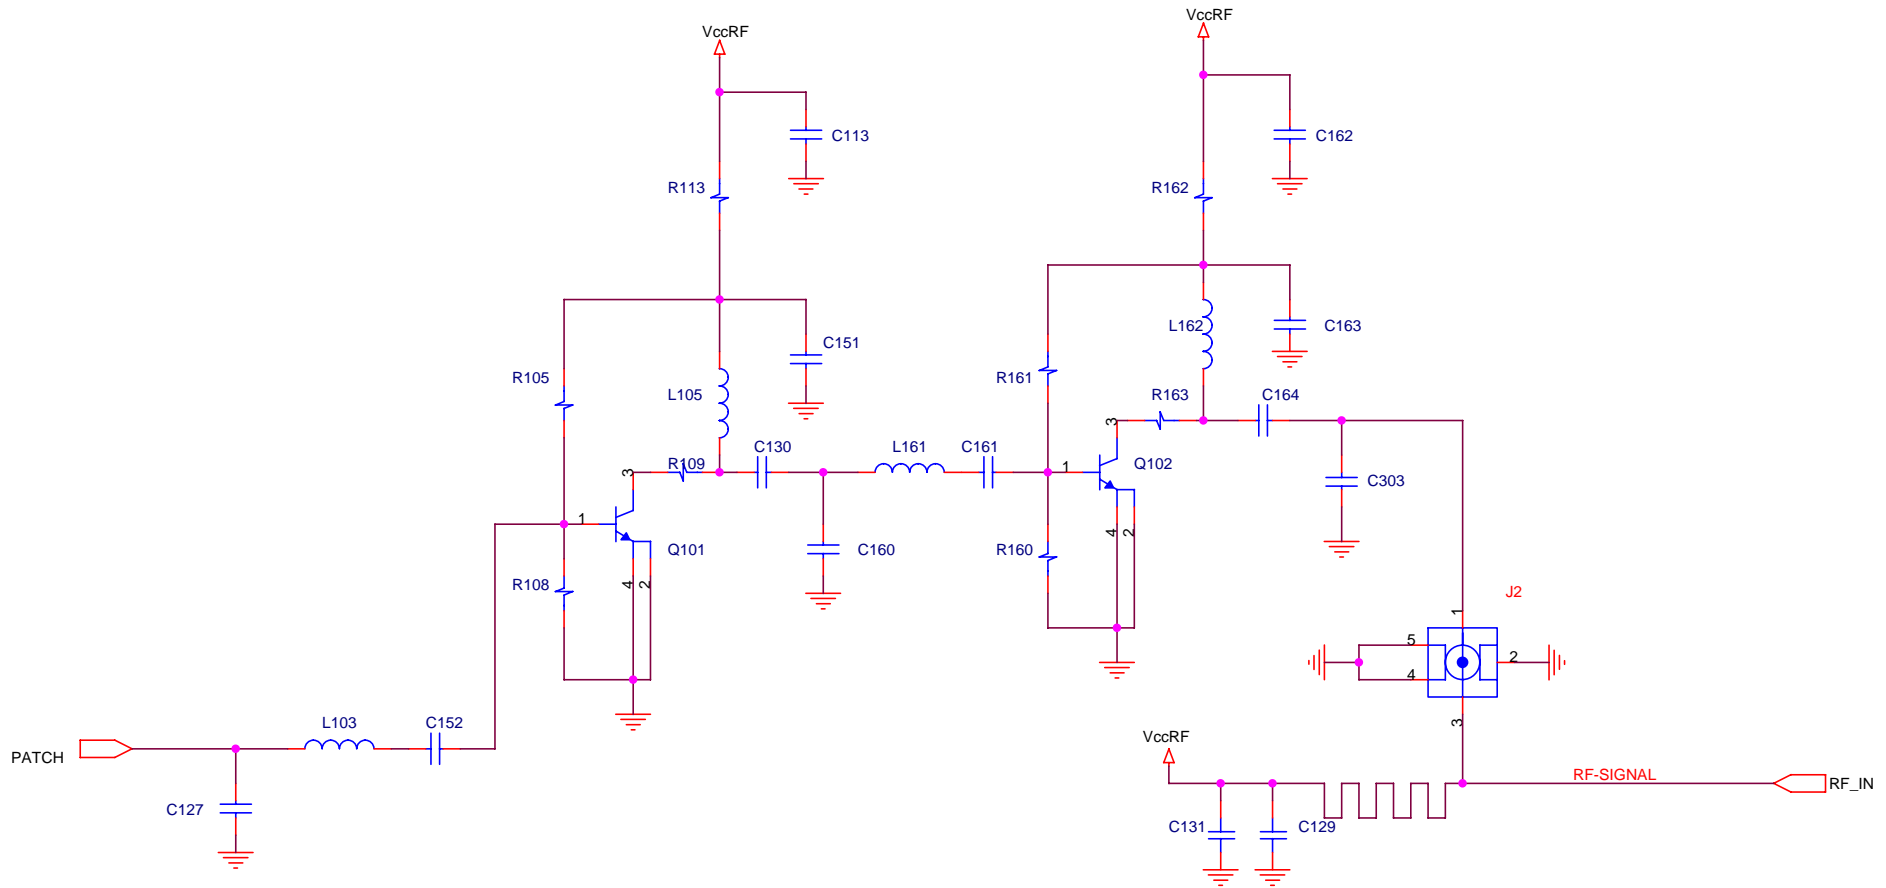 VccRF
VccRF
C113
C162
R113
R162
C151
L162
C163
R105
L105
R161
R163
C164
3
3
C130
L161
C161
R109
1
Q102
C303
1
Q101
C160
R160
4
2
R108
4
2
J2
1
5
2
4
3
L103
C152
PATCH
VccRF
RF-SIGNAL
RF_IN
C127
C131
C129